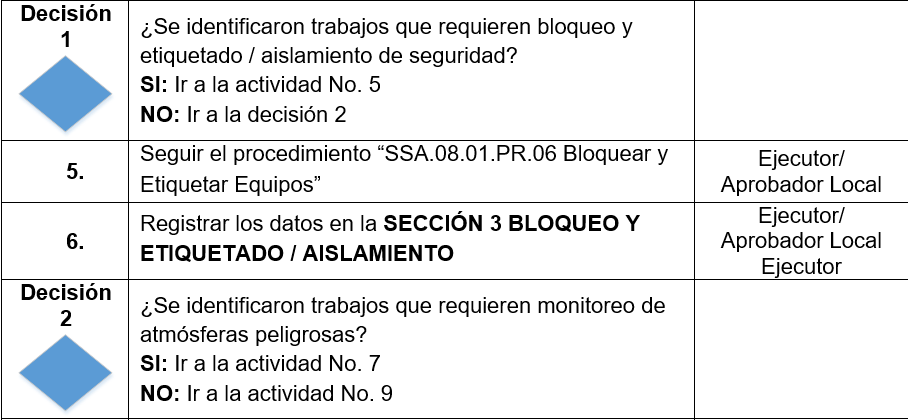 Decisión
1
¿Se identificaron trabajos que requieren bloqueo y
etiquetado / aislamiento de seguridad?
SI: Ir a la actividad No. 5
NO: Ir a la decisión 2
5.
Seguir el procedimiento “SSA.08.01.PR.06 Bloquear y
Etiquetar Equipos”
Ejecutor/
Aprobador Local
6.
Registrar los datos en la SECCIÓN 3 BLOQUEO Y
ETIQUETADO / AISLAMIENTO
Ejecutor/
Aprobador Local
Ejecutor
Decisión
2
¿Se identificaron trabajos que requieren monitoreo de
atmósferas peligrosas?
SI: Ir a la actividad No. 7
NO: Ir a la actividad No. 9